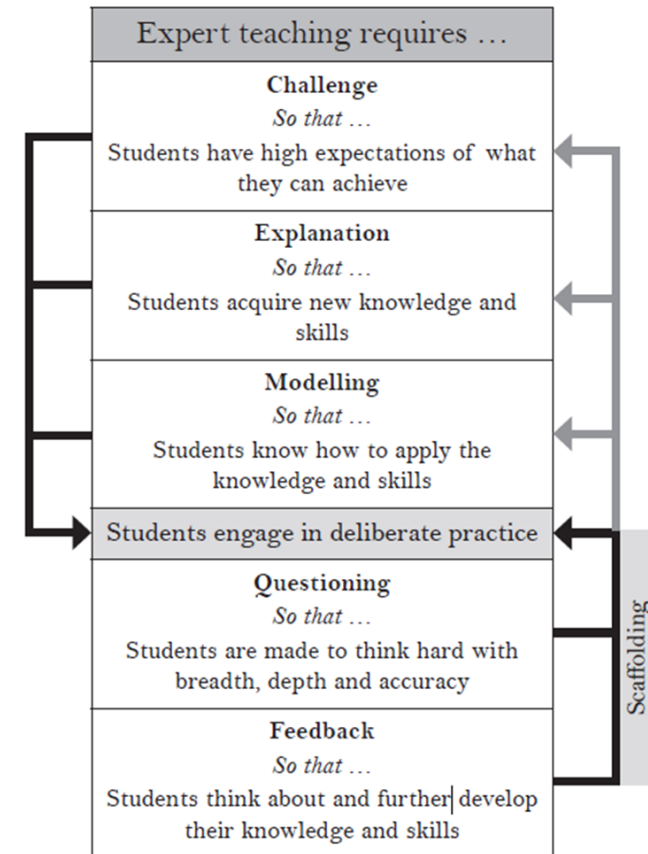 Expert teaching requires …
Challenge
So that …
Students have high expectations of what
they can achieve
Explanation
So that …
Students acquire new knowledge and
skills
Modelling
So that …
Students know how to apply the
knowledge and skills
Students engage in deliberate practice
Questioning
So that …
Students are made to think hard with
breadth, depth and accuracy
Feedback
So that …
Students think about and further develop
their knowledge and skills
Scaffolding